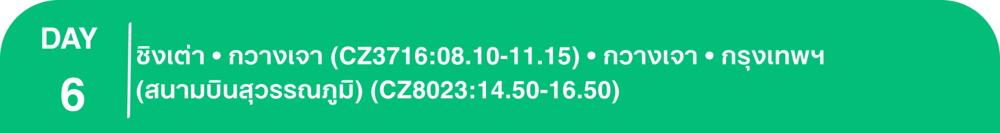 DAY
6
ชิงเต่า • กวางเจา (CZ3716:08.10-11.15) • กวางเจา • กรุงเทพฯ
(สนามบินสุวรรณภูมิ) (CZ8023:14.50-16.50)